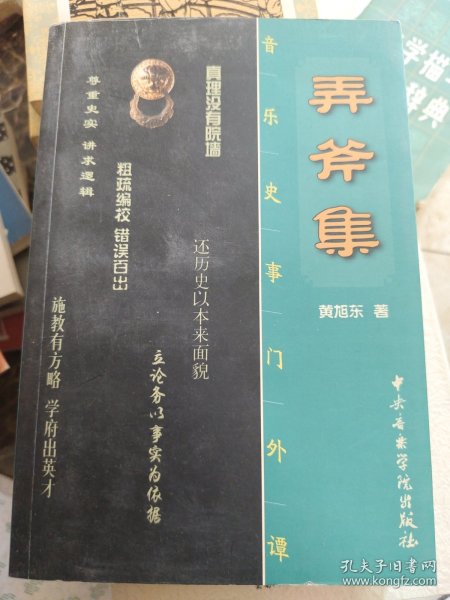 弄斧集
音乐史事门外谭
黄旭东 著
中央音乐学院出版社
真理没有院墙
尊重史实 讲求逻辑
粗疏编校 错误百出
还历史以本来面貌
立论务以事实为依据
施教有方略 学府出英才
学
辞典
孔夫子旧书网
www.kongfz.com